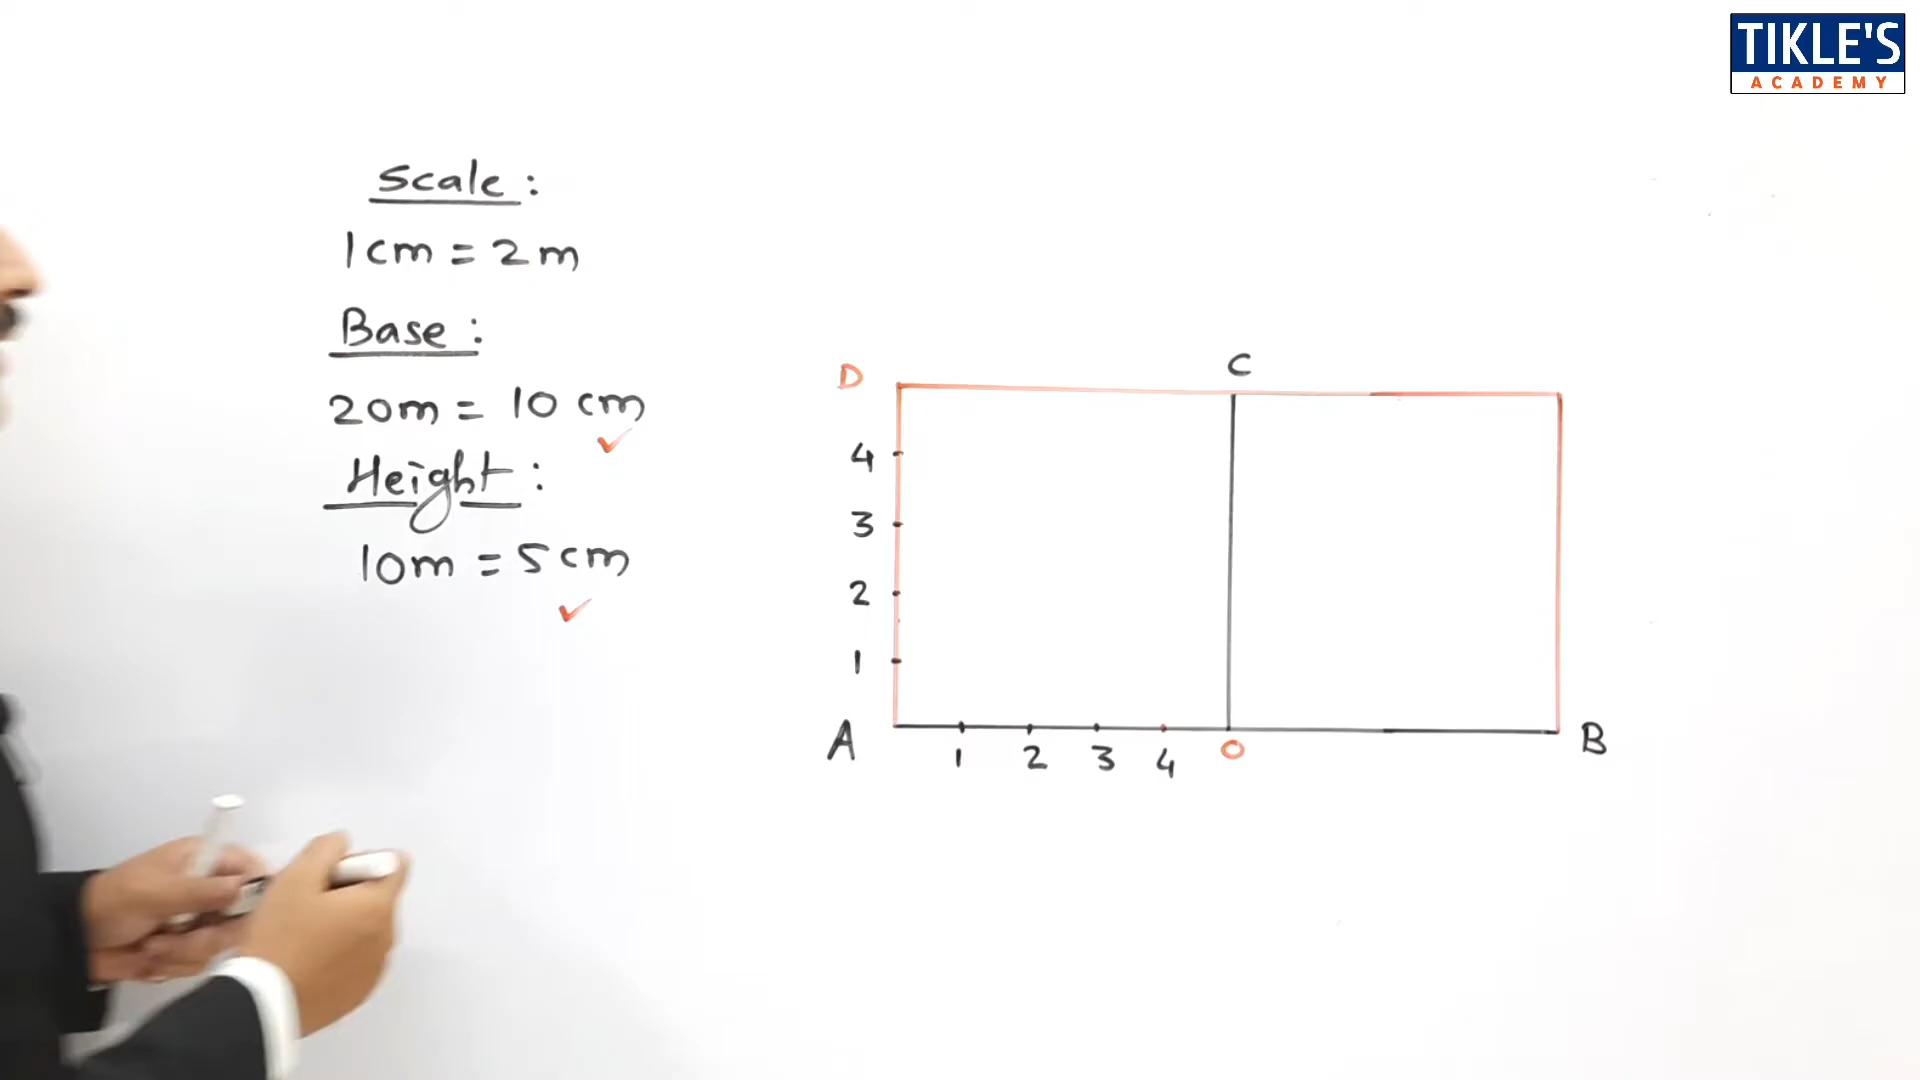 TIKLE'S
ACADEMY
Scale :
1cm = 2m
Base :
20m = 10 cm
Height :
10m = 5cm
D
C
4
3
2
1
A
1 2 3 4 O
B